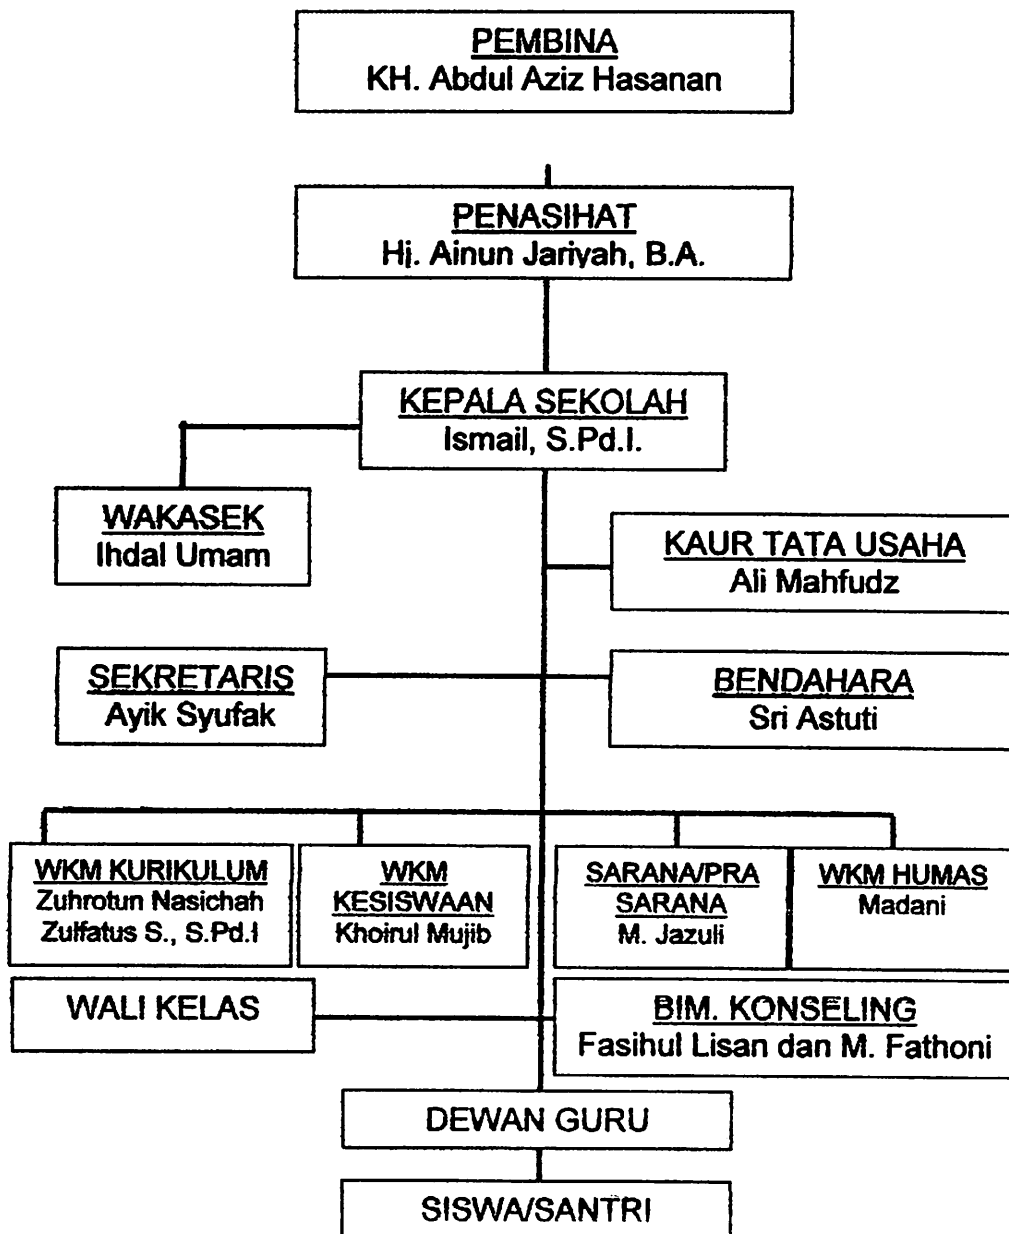 PEMBINA
KH. Abdul Aziz Hasanan
PENASIHAT
Hj. Ainun Jariyah, B.A.
KEPALA SEKOLAH
Ismail, S.Pd.I.
WAKASEK
Ihdal Umam
KAUR TATA USAHA
Ali Mahfudz
SEKRETARIS
Ayik Syufak
BENDAHARA
Sri Astuti
WKM KURIKULUM
Zuhrotun Nasichah
Zulfatus S., S.Pd.I
WKM
KESISWAAN
Khoirul Mujib
SARANA/PRA
SARANA
M. Jazuli
WKM HUMAS
Madani
WALI KELAS
BIM. KONSELING
Fasihul Lisan dan M. Fathoni
DEWAN GURU
SISWA/SANTRI